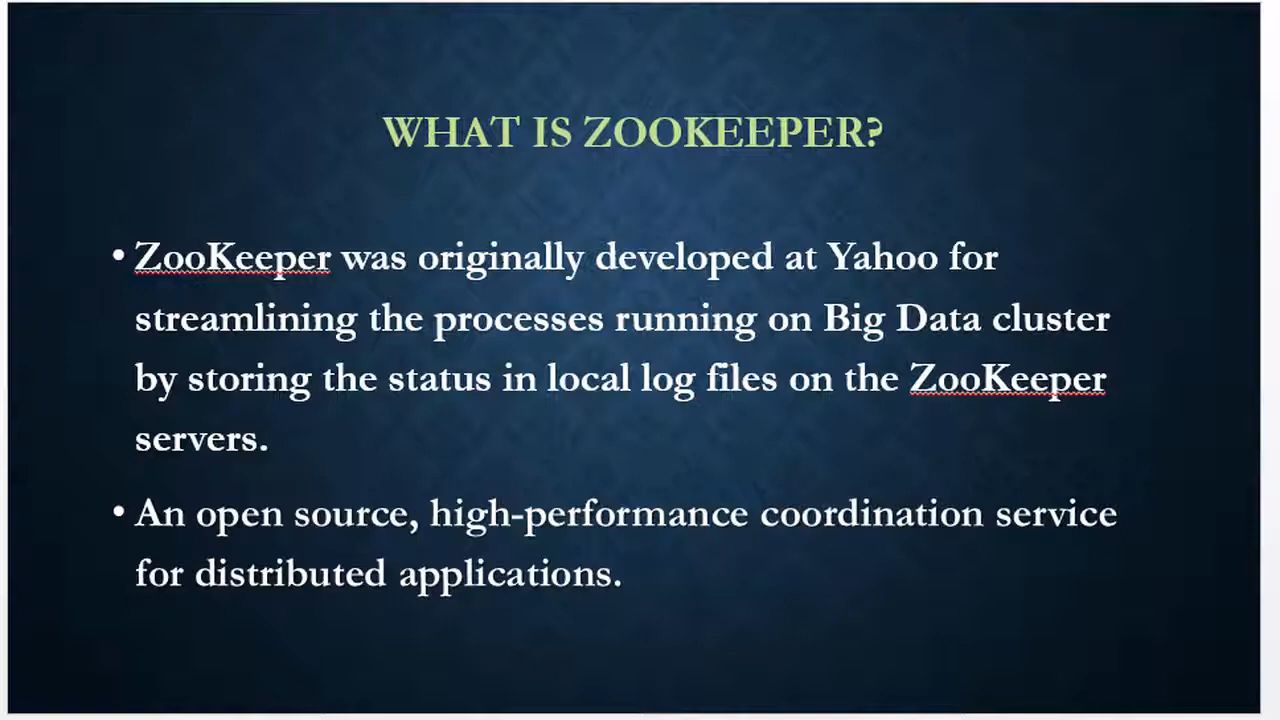 WHAT IS ZOOKEEPER?
• ZooKeeper was originally developed at Yahoo for
streamlining the processes running on Big Data cluster
by storing the status in local log files on the ZooKeeper
servers.
• An open source, high-performance coordination service
for distributed applications.